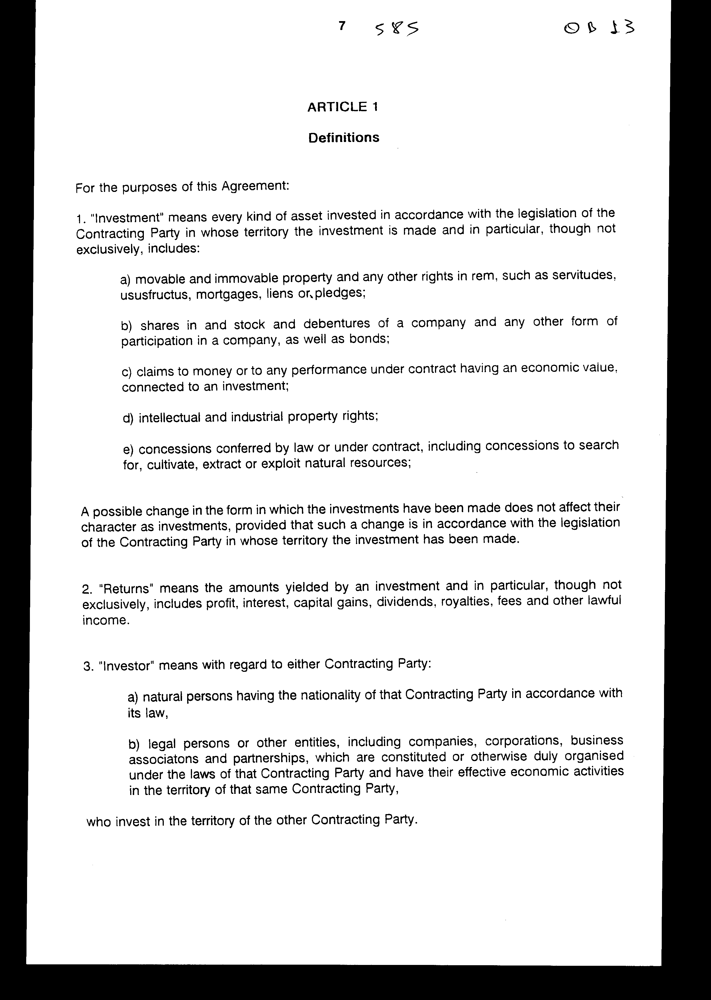 7 585 OB 13
ARTICLE 1
Definitions
For the purposes of this Agreement:
1. "Investment" means every kind of asset invested in accordance with the legislation of the
Contracting Party in whose territory the investment is made and in particular, though not
exclusively, includes:
a) movable and immovable property and any other rights in rem, such as servitudes,
ususfructus, mortgages, liens or pledges;
b) shares in and stock and debentures of a company and any other form of
participation in a company, as well as bonds;
c) claims to money or to any performance under contract having an economic value,
connected to an investment;
d) intellectual and industrial property rights;
e) concessions conferred by law or under contract, including concessions to search
for, cultivate, extract or exploit natural resources;
A possible change in the form in which the investments have been made does not affect their
character as investments, provided that such a change is in accordance with the legislation
of the Contracting Party in whose territory the investment has been made.
2. "Returns" means the amounts yielded by an investment and in particular, though not
exclusively, includes profit, interest, capital gains, dividends, royalties, fees and other lawful
income.
3. "Investor" means with regard to either Contracting Party:
a) natural persons having the nationality of that Contracting Party in accordance with
its law,
b) legal persons or other entities, including companies, corporations, business
associatons and partnerships, which are constituted or otherwise duly organised
under the laws of that Contracting Party and have their effective economic activities
in the territory of that same Contracting Party,
who invest in the territory of the other Contracting Party.